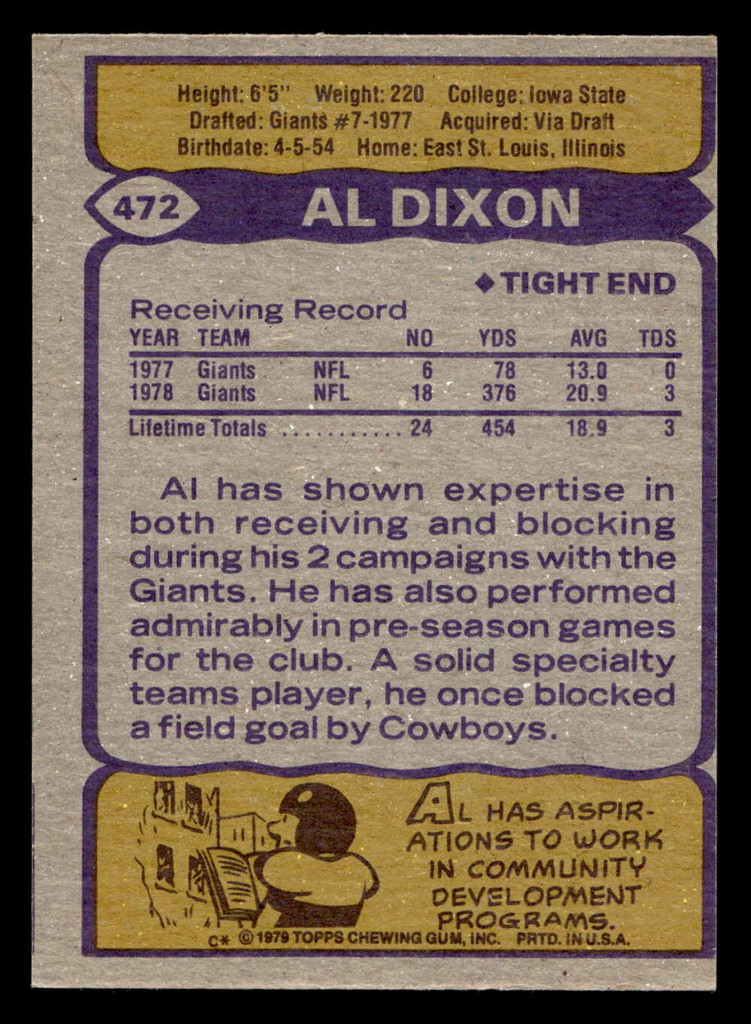 Height: 6'5" Weight: 220 College: Iowa State
Drafted: Giants #7-1977 Acquired: Via Draft
Birthdate: 4-5-54 Home: East St. Louis, Illinois
472 AL DIXON
◆ TIGHT END
Receiving Record
YEAR TEAM NO YDS AVG TDS
1977 Giants NFL 6 78 13.0 0
1978 Giants NFL 18 376 20.9 3
Lifetime Totals ........... 24 454 18.9 3
Al has shown expertise in
both receiving and blocking
during his 2 campaigns with the
Giants. He has also performed
admirably in pre-season games
for the club. A solid specialty
teams player, he once blocked
a field goal by Cowboys.
AL HAS ASPIR-
ATIONS TO WORK
IN COMMUNITY
DEVELOPMENT
PROGRAMS.
C* © 1979 TOPPS CHEWING GUM, INC. PRTD. IN U.S.A.